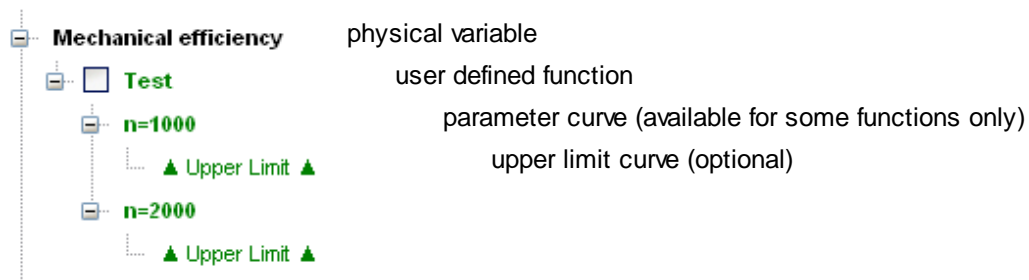 Mechanical efficiency physical variable
Test user defined function
n=1000 parameter curve (available for some functions only)
▲ Upper Limit ▲ upper limit curve (optional)
n=2000
▲ Upper Limit ▲